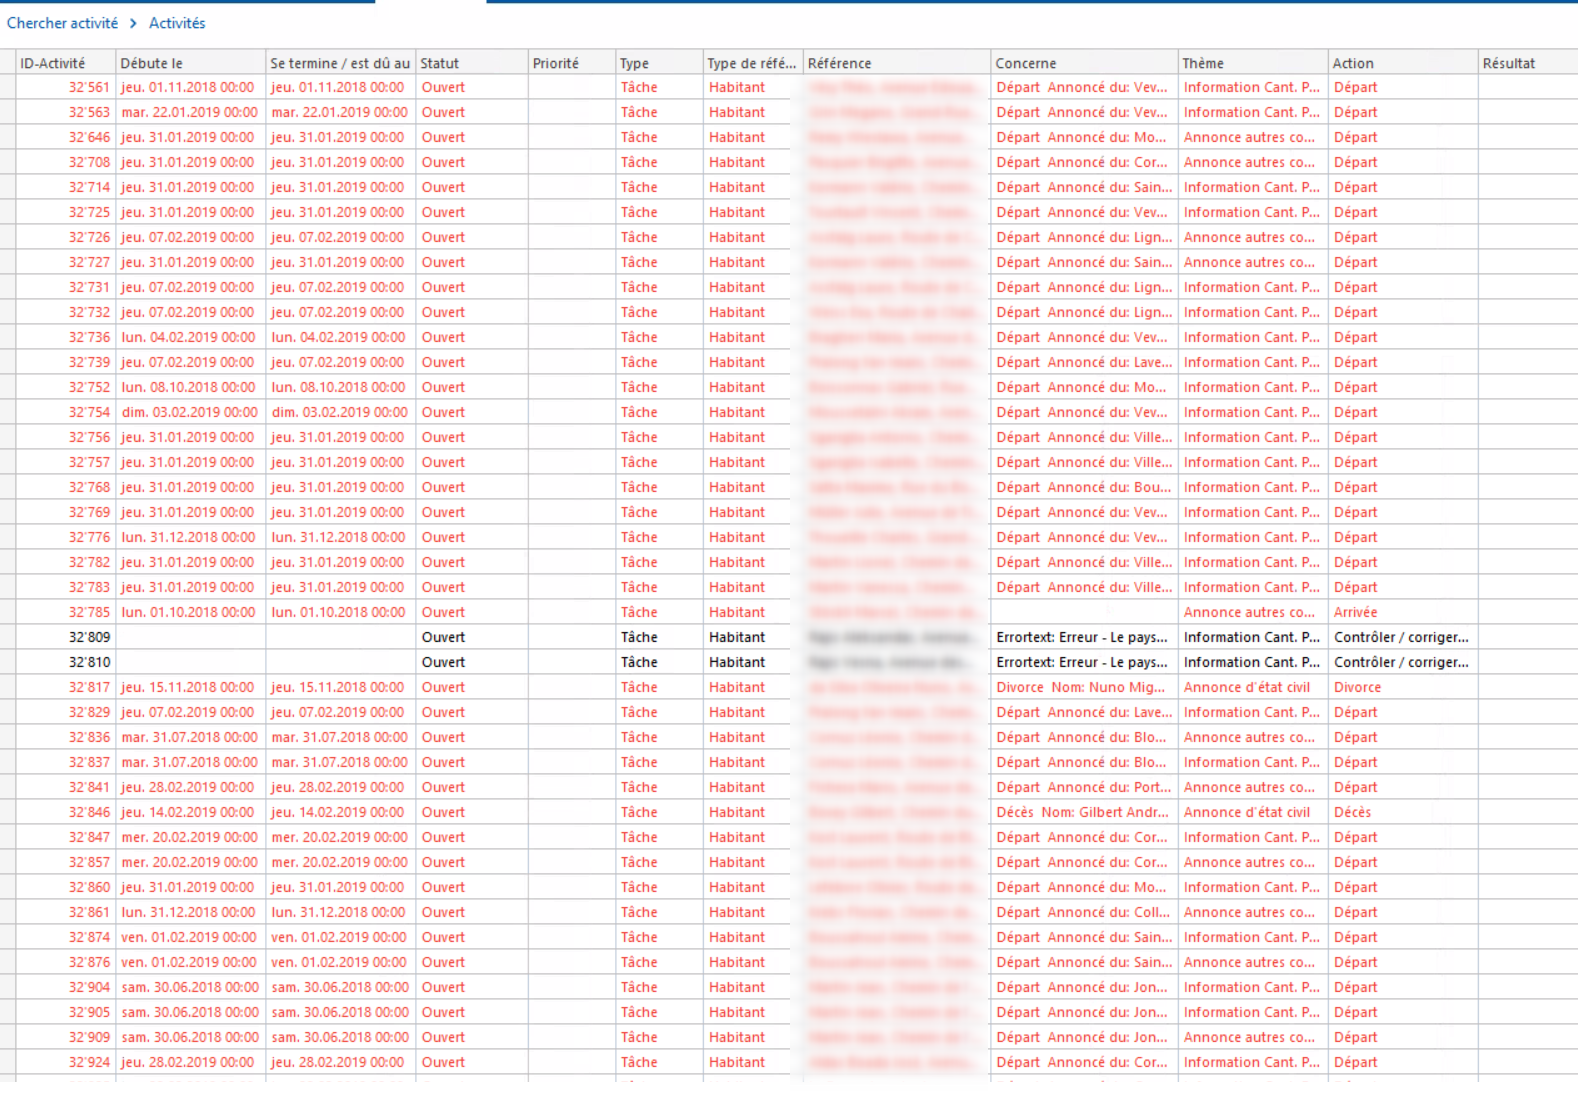 Chercher activité > Activités
ID-Activité Débute le Se termine / est dû au Statut Priorité Type Type de réfé... Référence Concerne Thème Action Résultat
32'561 jeu. 01.11.2018 00:00 jeu. 01.11.2018 00:00 Ouvert Tâche Habitant Départ Annoncé du: Vev... Information Cant. P... Départ
32'563 mar. 22.01.2019 00:00 mar. 22.01.2019 00:00 Ouvert Tâche Habitant Départ Annoncé du: Vev... Information Cant. P... Départ
32'646 jeu. 31.01.2019 00:00 jeu. 31.01.2019 00:00 Ouvert Tâche Habitant Départ Annoncé du: Mo... Annonce autres co... Départ
32'708 jeu. 31.01.2019 00:00 jeu. 31.01.2019 00:00 Ouvert Tâche Habitant Départ Annoncé du: Cor... Annonce autres co... Départ
32'714 jeu. 31.01.2019 00:00 jeu. 31.01.2019 00:00 Ouvert Tâche Habitant Départ Annoncé du: Sain... Information Cant. P... Départ
32'725 jeu. 31.01.2019 00:00 jeu. 31.01.2019 00:00 Ouvert Tâche Habitant Départ Annoncé du: Vev... Information Cant. P... Départ
32'726 jeu. 07.02.2019 00:00 jeu. 07.02.2019 00:00 Ouvert Tâche Habitant Départ Annoncé du: Lign... Annonce autres co... Départ
32'727 jeu. 31.01.2019 00:00 jeu. 31.01.2019 00:00 Ouvert Tâche Habitant Départ Annoncé du: Sain... Annonce autres co... Départ
32'731 jeu. 07.02.2019 00:00 jeu. 07.02.2019 00:00 Ouvert Tâche Habitant Départ Annoncé du: Lign... Information Cant. P... Départ
32'732 jeu. 07.02.2019 00:00 jeu. 07.02.2019 00:00 Ouvert Tâche Habitant Départ Annoncé du: Lign... Information Cant. P... Départ
32'736 lun. 04.02.2019 00:00 lun. 04.02.2019 00:00 Ouvert Tâche Habitant Départ Annoncé du: Vev... Information Cant. P... Départ
32'739 jeu. 07.02.2019 00:00 jeu. 07.02.2019 00:00 Ouvert Tâche Habitant Départ Annoncé du: Lave... Information Cant. P... Départ
32'752 lun. 08.10.2018 00:00 lun. 08.10.2018 00:00 Ouvert Tâche Habitant Départ Annoncé du: Mo... Information Cant. P... Départ
32'754 dim. 03.02.2019 00:00 dim. 03.02.2019 00:00 Ouvert Tâche Habitant Départ Annoncé du: Vev... Information Cant. P... Départ
32'756 jeu. 31.01.2019 00:00 jeu. 31.01.2019 00:00 Ouvert Tâche Habitant Départ Annoncé du: Ville... Information Cant. P... Départ
32'757 jeu. 31.01.2019 00:00 jeu. 31.01.2019 00:00 Ouvert Tâche Habitant Départ Annoncé du: Ville... Information Cant. P... Départ
32'768 jeu. 31.01.2019 00:00 jeu. 31.01.2019 00:00 Ouvert Tâche Habitant Départ Annoncé du: Bou... Information Cant. P... Départ
32'769 jeu. 31.01.2019 00:00 jeu. 31.01.2019 00:00 Ouvert Tâche Habitant Départ Annoncé du: Vev... Information Cant. P... Départ
32'776 lun. 31.12.2018 00:00 lun. 31.12.2018 00:00 Ouvert Tâche Habitant Départ Annoncé du: Vev... Information Cant. P... Départ
32'782 jeu. 31.01.2019 00:00 jeu. 31.01.2019 00:00 Ouvert Tâche Habitant Départ Annoncé du: Ville... Information Cant. P... Départ
32'783 jeu. 31.01.2019 00:00 jeu. 31.01.2019 00:00 Ouvert Tâche Habitant Départ Annoncé du: Ville... Information Cant. P... Départ
32'785 lun. 01.10.2018 00:00 lun. 01.10.2018 00:00 Ouvert Tâche Habitant Annonce autres co... Arrivée
32'809 Ouvert Tâche Habitant Errortext: Erreur - Le pays... Information Cant. P... Contrôler / corriger...
32'810 Ouvert Tâche Habitant Errortext: Erreur - Le pays... Information Cant. P... Contrôler / corriger...
32'817 jeu. 15.11.2018 00:00 jeu. 15.11.2018 00:00 Ouvert Tâche Habitant Divorce Nom: Nuno Mig... Annonce d'état civil Divorce
32'829 jeu. 07.02.2019 00:00 jeu. 07.02.2019 00:00 Ouvert Tâche Habitant Départ Annoncé du: Lave... Information Cant. P... Départ
32'836 mar. 31.07.2018 00:00 mar. 31.07.2018 00:00 Ouvert Tâche Habitant Départ Annoncé du: Blo... Annonce autres co... Départ
32'837 mar. 31.07.2018 00:00 mar. 31.07.2018 00:00 Ouvert Tâche Habitant Départ Annoncé du: Blo... Information Cant. P... Départ
32'841 jeu. 28.02.2019 00:00 jeu. 28.02.2019 00:00 Ouvert Tâche Habitant Départ Annoncé du: Port... Annonce autres co... Départ
32'846 jeu. 14.02.2019 00:00 jeu. 14.02.2019 00:00 Ouvert Tâche Habitant Décès Nom: Gilbert Andr... Annonce d'état civil Décès
32'847 mer. 20.02.2019 00:00 mer. 20.02.2019 00:00 Ouvert Tâche Habitant Départ Annoncé du: Cor... Information Cant. P... Départ
32'857 mer. 20.02.2019 00:00 mer. 20.02.2019 00:00 Ouvert Tâche Habitant Départ Annoncé du: Cor... Annonce autres co... Départ
32'860 jeu. 31.01.2019 00:00 jeu. 31.01.2019 00:00 Ouvert Tâche Habitant Départ Annoncé du: Mo... Information Cant. P... Départ
32'861 lun. 31.12.2018 00:00 lun. 31.12.2018 00:00 Ouvert Tâche Habitant Départ Annoncé du: Coll... Annonce autres co... Départ
32'874 ven. 01.02.2019 00:00 ven. 01.02.2019 00:00 Ouvert Tâche Habitant Départ Annoncé du: Sain... Information Cant. P... Départ
32'876 ven. 01.02.2019 00:00 ven. 01.02.2019 00:00 Ouvert Tâche Habitant Départ Annoncé du: Sain... Annonce autres co... Départ
32'904 sam. 30.06.2018 00:00 sam. 30.06.2018 00:00 Ouvert Tâche Habitant Départ Annoncé du: Jon... Information Cant. P... Départ
32'905 sam. 30.06.2018 00:00 sam. 30.06.2018 00:00 Ouvert Tâche Habitant Départ Annoncé du: Jon... Information Cant. P... Départ
32'909 sam. 30.06.2018 00:00 sam. 30.06.2018 00:00 Ouvert Tâche Habitant Départ Annoncé du: Jon... Annonce autres co... Départ
32'924 jeu. 28.02.2019 00:00 jeu. 28.02.2019 00:00 Ouvert Tâche Habitant Départ Annoncé du: Cor... Information Cant. P... Départ